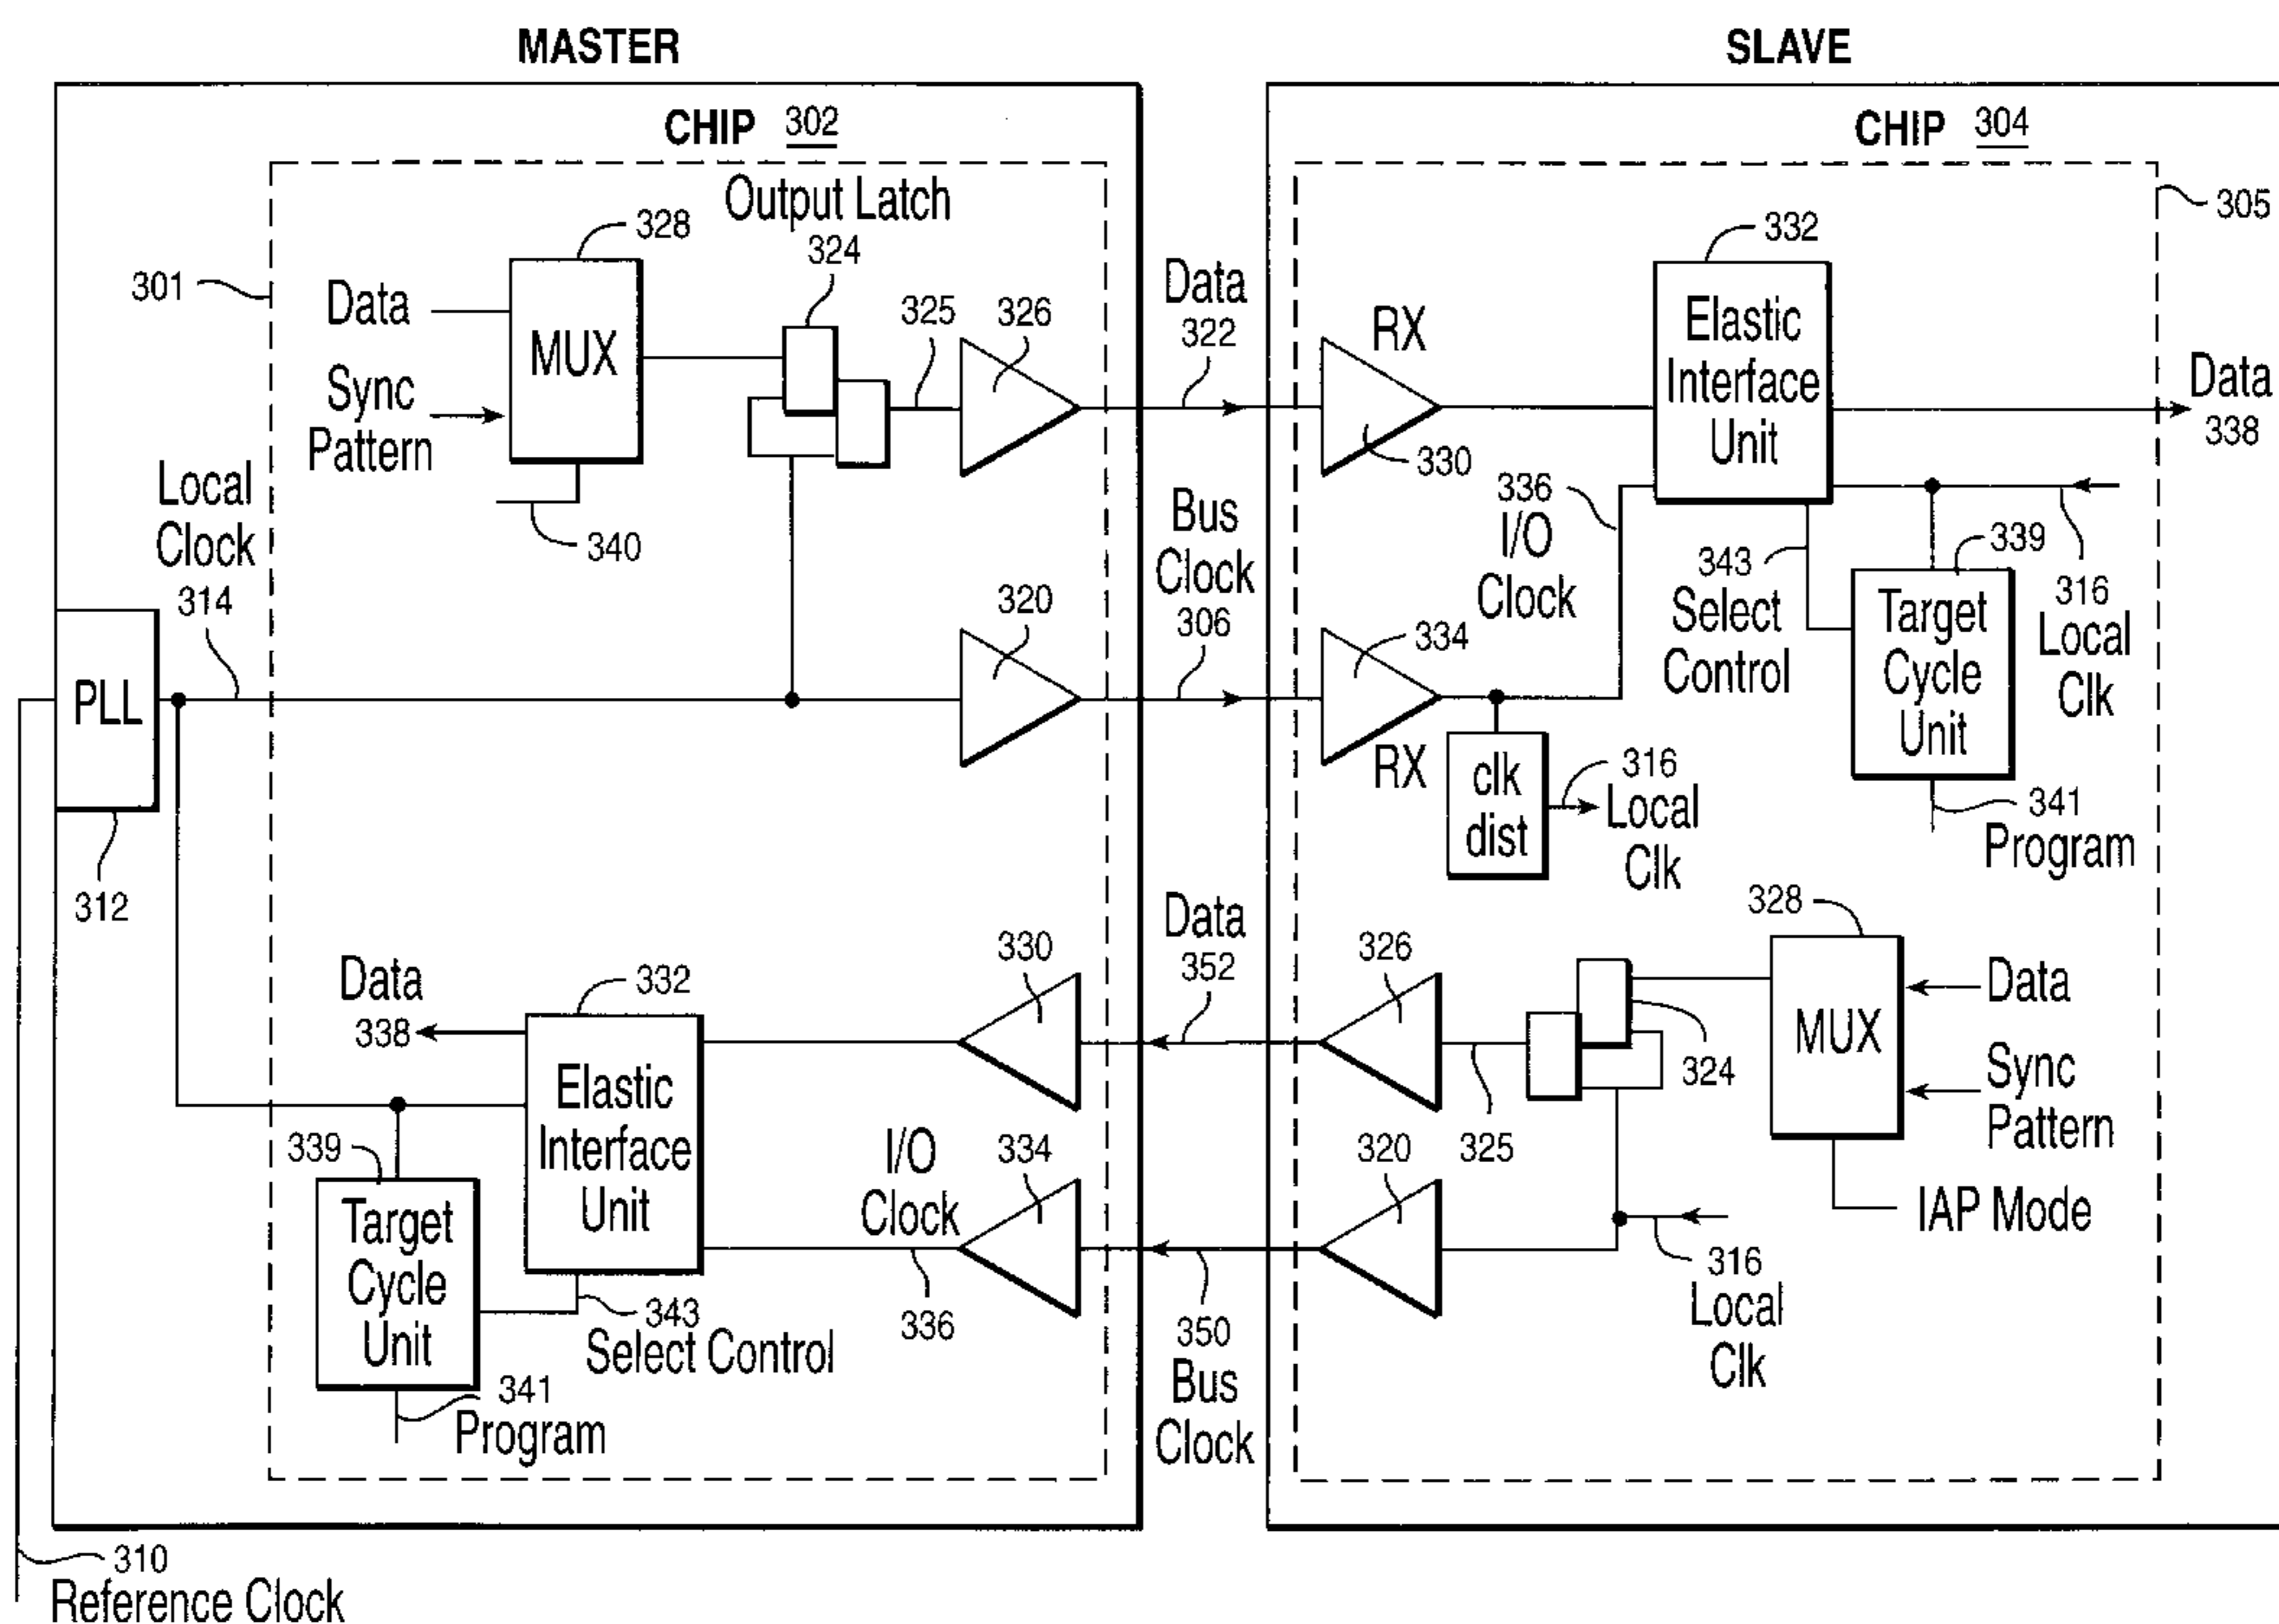 MASTER
SLAVE
CHIP 302
CHIP 304
Output Latch
324
328
301
Data
Sync
Pattern
MUX
340
325
326
Local
Clock
314
PLL
312
320
Data
322
Bus
Clock
306
305
332
RX
330
Elastic
Interface
Unit
Data
338
336
I/O
Clock
343
Select
Control
339
Target
Cycle
Unit
316
Local
Clk
341
Program
334
RX
clk
dist
316
Local
Clk
Data
338
332
Elastic
Interface
Unit
330
Data
352
326
325
324
328
MUX
Data
Sync
Pattern
IAP Mode
339
Target
Cycle
Unit
I/O
Clock
336
334
343
Select Control
341
Program
350
Bus
Clock
320
316
Local
Clk
310
Reference Clock